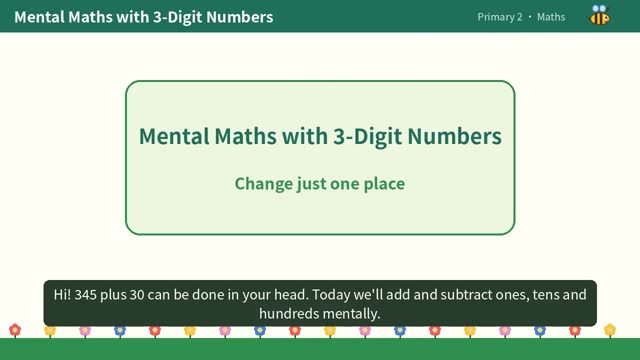 Mental Maths with 3-Digit Numbers
Primary 2 • Maths
Mental Maths with 3-Digit Numbers
Change just one place
Hi! 345 plus 30 can be done in your head. Today we'll add and subtract ones, tens and
hundreds mentally.